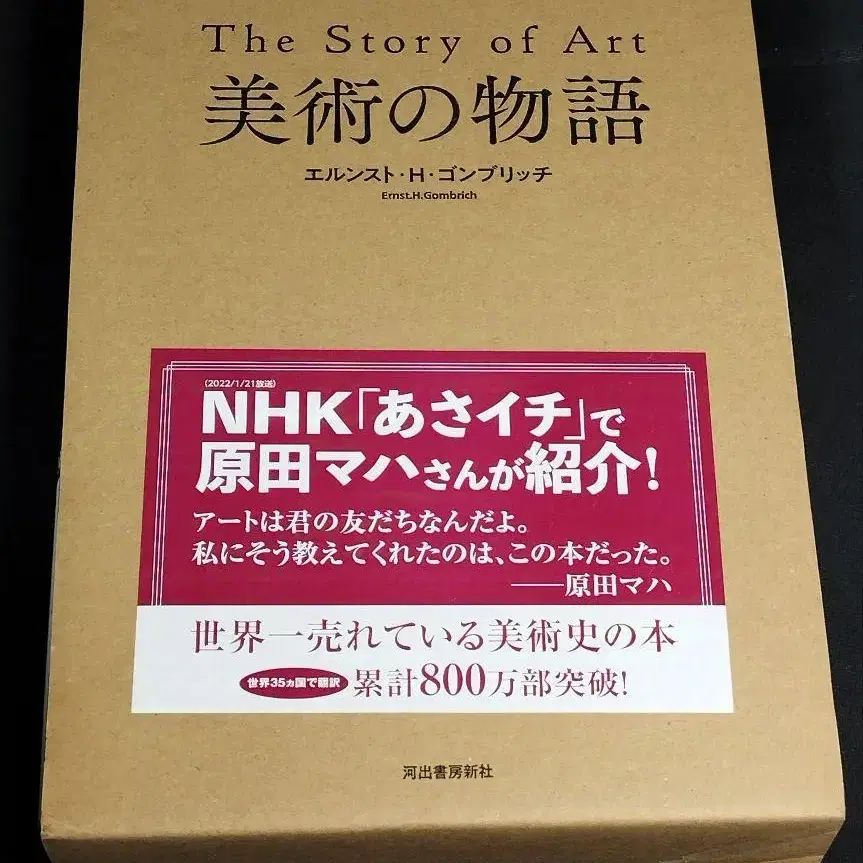 The Story of Art
美術の物語
エルンスト・H・ゴンブリッチ
Ernst.H.Gombrich
(2022/1/21放送)
NHK「あさイチ」で
原田マハさんが紹介!
アートは君の友だちなんだよ。
私にそう教えてくれたのは、この本だった。
——原田マハ
世界一売れている美術史の本
世界35ヵ国で翻訳 累計800万部突破!
河出書房新社